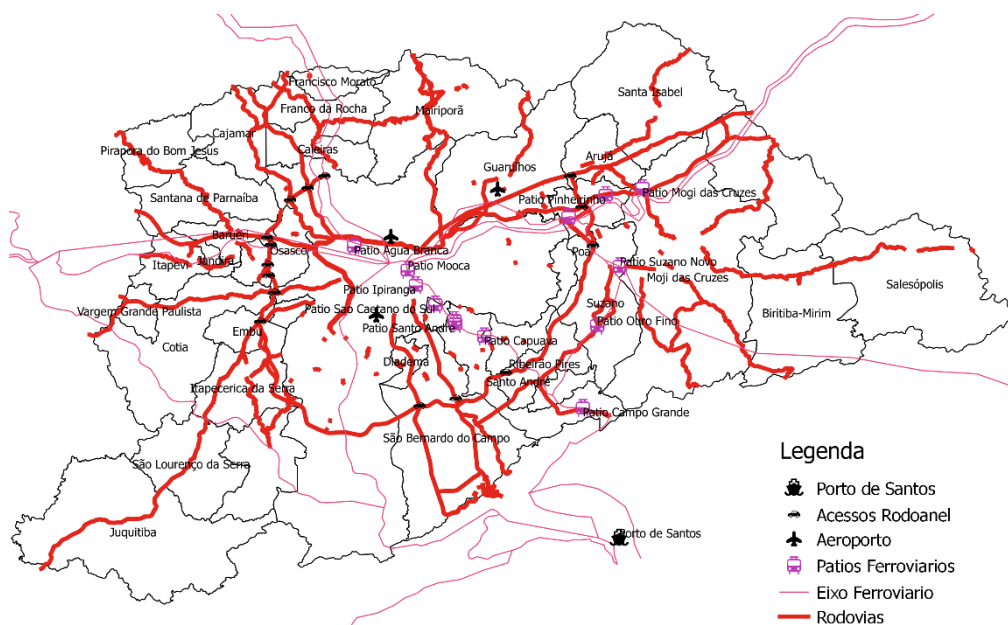 Francisco Morato
Franco da Rocha
Mairiporã
Santa Isabel
Cajamar
Caieiras
Pirapora do Bom Jesus
Arujá
Guarulhos
Santana de Parnaíba
Patio Mogi das Cruzes
Patio Pinheirinho
Barueri
Osasco
Patio Agua Branca
Poá
Itapevi
Jandira
Patio Mooca
Patio Suzano Novo
Moji das Cruzes
Salesópolis
Patio Ipiranga
Patio Sao Caetano do Sul
Suzano
Vargem Grande Paulista
Biritiba-Mirim
Embu
Patio Santo André
Patio Ouro Fino
Cotia
Patio Capuava
Diadema
Ribeirão Pires
Itapecerica da Serra
Santo André
Patio Campo Grande
São Bernardo do Campo
São Lourenço da Serra
Juquitiba
Porto de Santos
Legenda
Porto de Santos
Acessos Rodoanel
Aeroporto
Patios Ferroviarios
Eixo Ferroviario
Rodovias